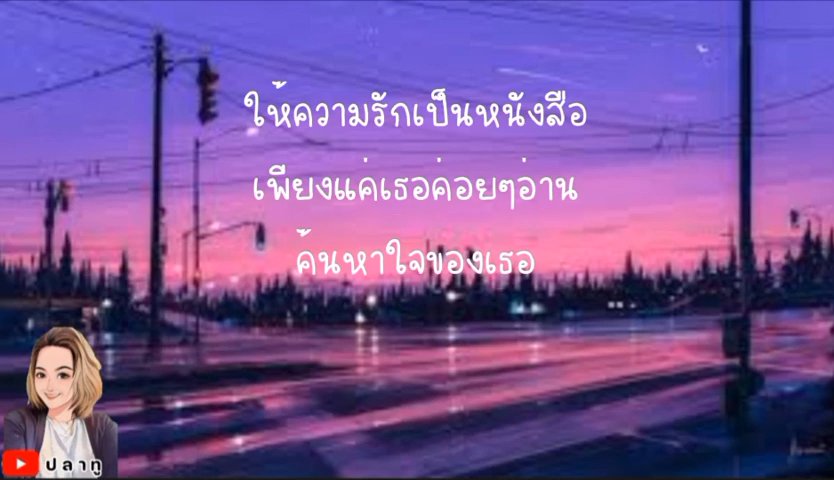 ให้ความรักเป็นหนังสือ
เพียงแค่เธอค่อยๆอ่าน
ค้นหาใจของเธอ
ปลาทู